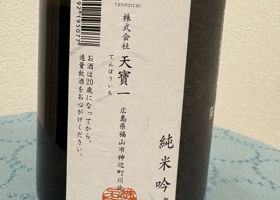 TENPOICHI
純米吟
広島県福山市神辺町川北
株式会社 天寳一
てんぽういち
お酒は20歳になってから。
適量飲酒をお心がけください。